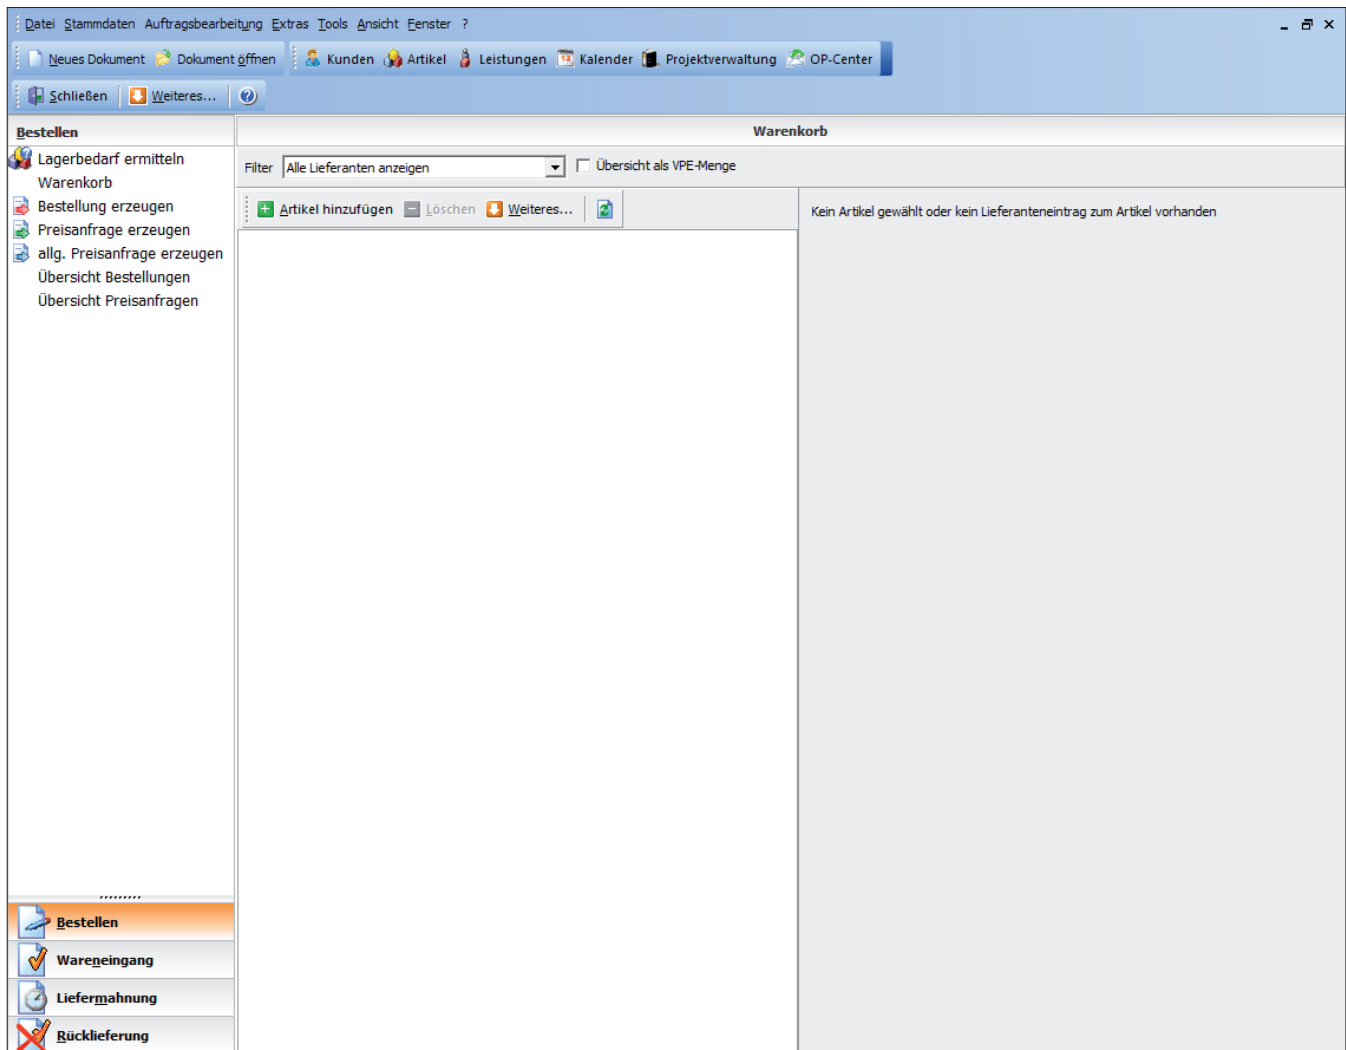 Datei Stammdaten Auftragsbearbeitung Extras Tools Ansicht Fenster ?
Neues Dokument Dokument öffnen Kunden Artikel Leistungen Kalender Projektverwaltung OP-Center
Schließen Weiteres...
Bestellen
Warenkorb
Lagerbedarf ermitteln
Warenkorb
Bestellung erzeugen
Preisanfrage erzeugen
allg. Preisanfrage erzeugen
Übersicht Bestellungen
Übersicht Preisanfragen
Filter Alle Lieferanten anzeigen Übersicht als VPE-Menge
Artikel hinzufügen Löschen Weiteres...
Kein Artikel gewählt oder kein Lieferanteneintrag zum Artikel vorhanden
Bestellen
Wareneingang
Liefermahnung
Rücklieferung